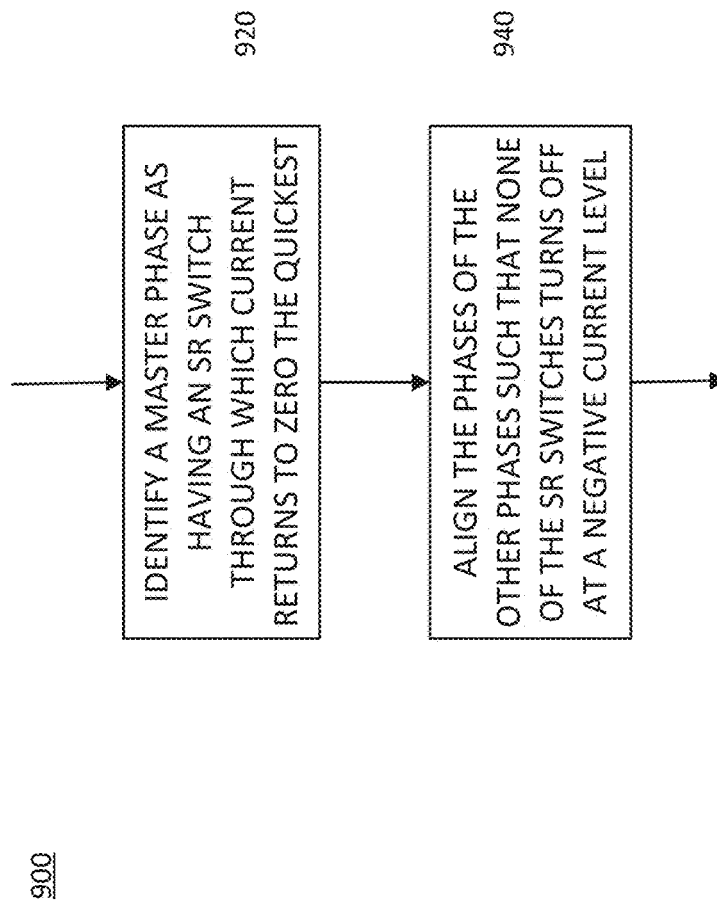 900
IDENTIFY A MASTER PHASE AS
HAVING AN SR SWITCH
THROUGH WHICH CURRENT
RETURNS TO ZERO THE QUICKEST
920
ALIGN THE PHASES OF THE
OTHER PHASES SUCH THAT NONE
OF THE SR SWITCHES TURNS OFF
AT A NEGATIVE CURRENT LEVEL
940